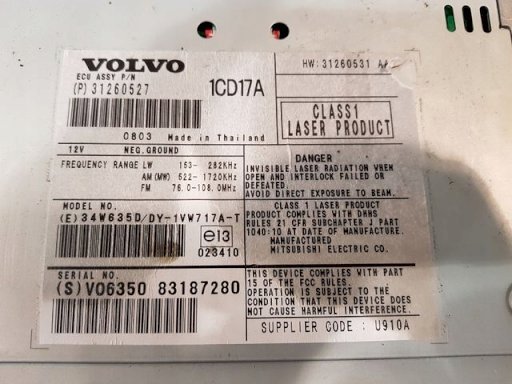 VOLVO
ECU ASSY P/N
(P) 31260527
1CD17A
HW: 31260531
CLASS1
LASER PRODUCT
0803 Made in Thailand
12V NEG.GROUND
FREQUENCY RANGE LW 153- 282KHz
AM (MW) 522- 1720KHz
FM 76.0-108.0MHz
DANGER
INVISIBLE LASER RADIATION WHEN
OPEN AND INTERLOCK FAILED OR
DEFEATED.
AVOID DIRECT EXPOSURE TO BEAM.
MODEL NO.
(E) 34W635D/DY-1VW717A-T
e13
023410
CLASS 1 LASER PRODUCT
PRODUCT COMPLIES WITH DHHS
RULES 21 CFR SUBCHAPTER J PART
1040:10 AT DATE OF MANUFACTURE.
MANUFACTURED
MITSUBISHI ELECTRIC CO.
SERIAL NO.
(S) VO6350 83187280
THIS DEVICE COMPLIES WITH PART
15 OF THE FCC RULES.
OPERATION IS SUBJECT TO THE
CONDITION THAT THIS DEVICE DOES
NOT CAUSE HARMFUL INTERFERENCE.
SUPPLIER CODE : U910A